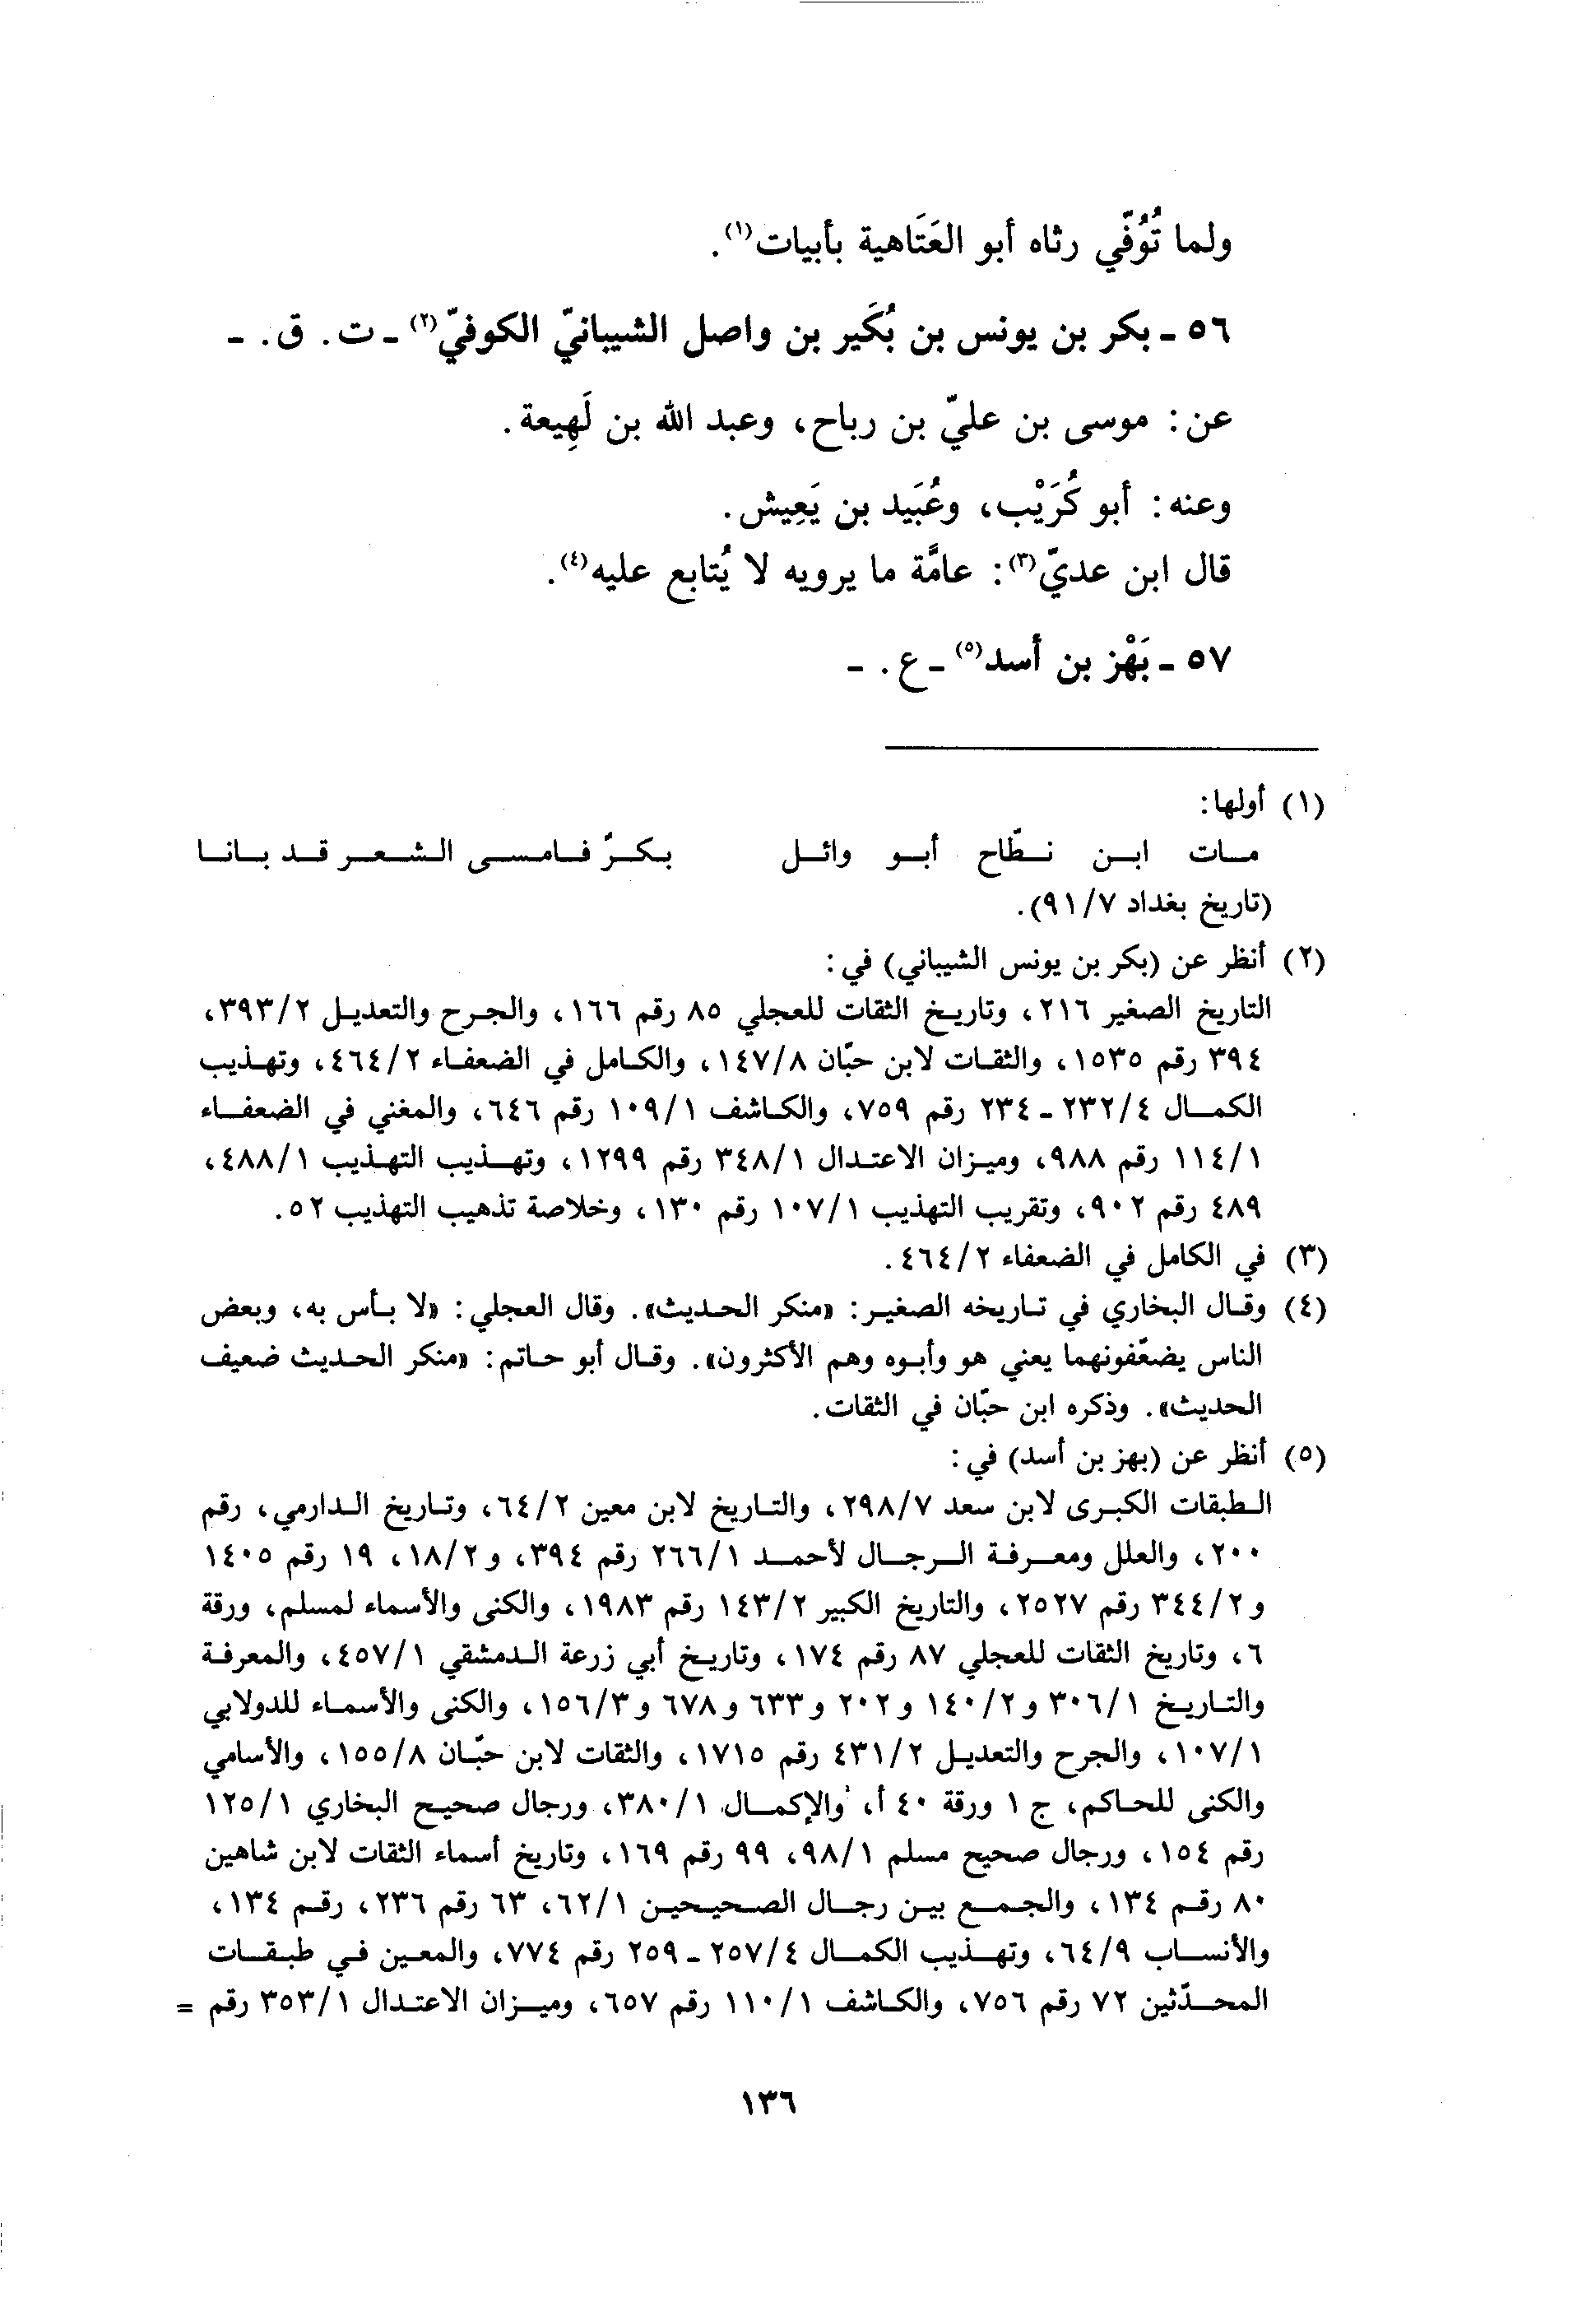 ولما تُوُفّي رثاه أبو العَتَاهية بأبيات(١).
٥٦ - بكر بن يونس بن بُكَير بن واصل الشيبانيّ الكوفيّ(٢) - ت. ق. -
عن: موسى بن عليّ بن رباح، وعبد الله بن لَهِيعة.
وعنه: أبو كُرَيْب، وعُبَيد بن يَعِيش.
قال ابن عديّ(٣): عامَّة ما يرويه لا يُتابع عليه(٤).
٥٧ - بَهْز بن أسد(٥) - ع. -
(١) أولها:
مات ابن نطّاح أبو وائل بكرّ فامسى الشعر قد بانا
(تاريخ بغداد ٩١/٧).
(٢) أنظر عن (بكر بن يونس الشيباني) في:
التاريخ الصغير ٢١٦، وتاريخ الثقات للعجلي ٨٥ رقم ١٦٦، والجرح والتعديل ٣٩٣/٢،
٣٩٤ رقم ١٥٣٥، والثقات لابن حبّان ١٤٧/٨، والكامل في الضعفاء ٤٦٤/٢، وتهذيب
الكمال ٢٣٢/٤ - ٢٣٤ رقم ٧٥٩، والكاشف ١٠٩/١ رقم ٦٤٦، والمغني في الضعفاء
١١٤/١ رقم ٩٨٨، وميزان الاعتدال ٣٤٨/١ رقم ١٢٩٩، وتهذيب التهذيب ٤٨٨/١،
٤٨٩ رقم ٩٠٢، وتقريب التهذيب ١٠٧/١ رقم ١٣٠، وخلاصة تذهيب التهذيب ٥٢.
(٣) في الكامل في الضعفاء ٤٦٤/٢.
(٤) وقال البخاري في تاريخه الصغير: «منكر الحديث». وقال العجلي: «لا بأس به، وبعض
الناس يضعّفونهما يعني هو وأبوه وهم الأكثرون». وقال أبو حاتم: «منكر الحديث ضعيف
الحديث». وذكره ابن حبّان في الثقات.
(٥) أنظر عن (بهز بن أسد) في:
الطبقات الكبرى لابن سعد ٢٩٨/٧، والتاريخ لابن معين ٦٤/٢، وتاريخ الدارمي، رقم
٢٠٠، والعلل ومعرفة الرجال لأحمد ٢٦٦/١ رقم ٣٩٤، و ١٨/٢، ١٩ رقم ١٤٠٥
و ٣٤٤/٢ رقم ٢٥٢٧، والتاريخ الكبير ١٤٣/٢ رقم ١٩٨٣، والكنى والأسماء لمسلم، ورقة
٦، وتاريخ الثقات للعجلي ٨٧ رقم ١٧٤، وتاريخ أبي زرعة الدمشقي ٤٥٧/١، والمعرفة
والتاريخ ٣٠٦/١ و ١٤٠/٢ و ٢٠٢ و ٦٣٣ و ٦٧٨ و ١٥٦/٣، والكنى والأسماء للدولابي
١٠٧/١، والجرح والتعديل ٤٣١/٢ رقم ١٧١٥، والثقات لابن حبّان ١٥٥/٨، والأسامي
والكنى للحاكم، ج ١ ورقة ٤٠ أ، والإكمال ٣٨٠/١، ورجال صحيح البخاري ١٢٥/١
رقم ١٥٤، ورجال صحيح مسلم ٩٨/١، ٩٩ رقم ١٦٩، وتاريخ أسماء الثقات لابن شاهين
٨٠ رقم ١٣٤، والجمع بين رجال الصحيحين ٦٢/١، ٦٣ رقم ٢٣٦، رقم ١٣٤،
والأنساب ٦٤/٩، وتهذيب الكمال ٢٥٧/٤ - ٢٥٩ رقم ٧٧٤، والمعين في طبقات
المحدّثين ٧٢ رقم ٧٥٦، والكاشف ١١٠/١ رقم ٦٥٧، وميزان الاعتدال ٣٥٣/١ رقم =
١٣٦